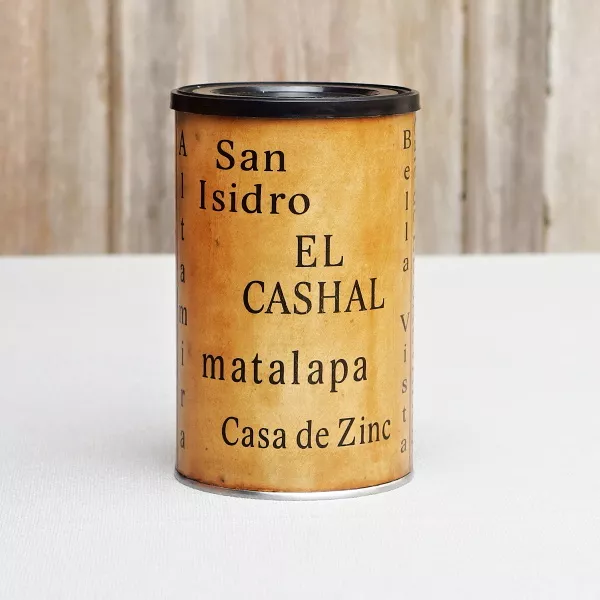 Altamira
San
Isidro
EL
CASHAL
matalapa
Casa de Zinc
Bella Vista